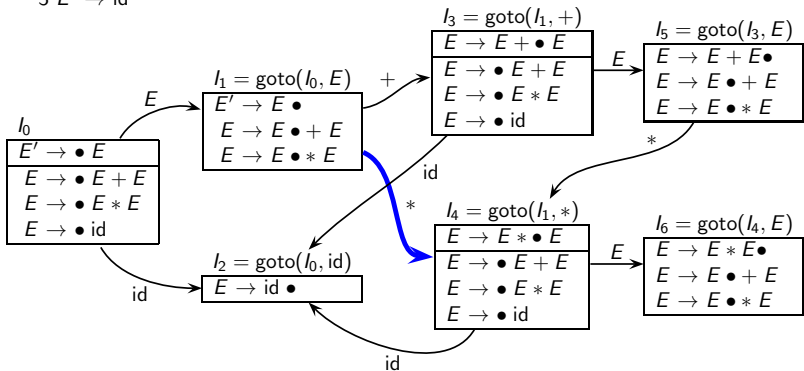 3 E → id
I₀
E′ → • E
E → • E + E
E → • E ∗ E
E → • id
E
id
I₁ = goto(I₀, E)
E′ → E •
E → E • + E
E → E • ∗ E
+
∗
I₂ = goto(I₀, id)
E → id •
I₃ = goto(I₁, +)
E → E + • E
E → • E + E
E → • E ∗ E
E → • id
id
E
I₄ = goto(I₁, ∗)
E → E ∗ • E
E → • E + E
E → • E ∗ E
E → • id
id
E
I₅ = goto(I₃, E)
E → E + E•
E → E • + E
E → E • ∗ E
∗
I₆ = goto(I₄, E)
E → E ∗ E•
E → E • + E
E → E • ∗ E